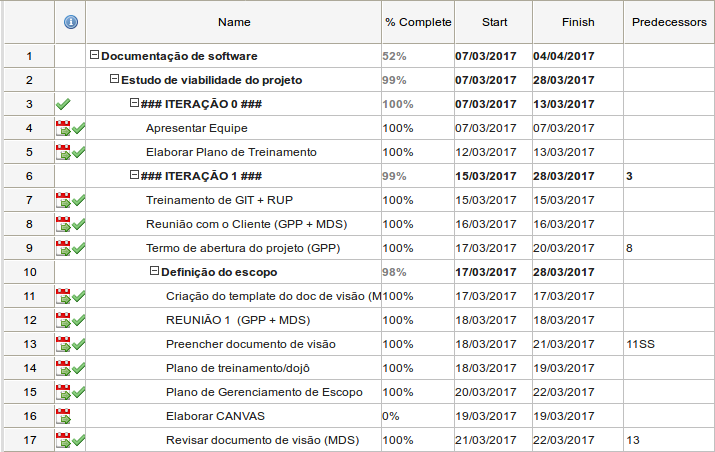 Name % Complete Start Finish Predecessors
1 Documentação de software 52% 07/03/2017 04/04/2017
2 Estudo de viabilidade do projeto 99% 07/03/2017 28/03/2017
3 ### ITERAÇÃO 0 ### 100% 07/03/2017 13/03/2017
4 Apresentar Equipe 100% 07/03/2017 07/03/2017
5 Elaborar Plano de Treinamento 100% 12/03/2017 13/03/2017
6 ### ITERAÇÃO 1 ### 99% 15/03/2017 28/03/2017 3
7 Treinamento de GIT + RUP 100% 15/03/2017 15/03/2017
8 Reunião com o Cliente (GPP + MDS) 100% 16/03/2017 16/03/2017
9 Termo de abertura do projeto (GPP) 100% 17/03/2017 20/03/2017 8
10 Definição do escopo 98% 17/03/2017 28/03/2017
11 Criação do template do doc de visão (M 100% 17/03/2017 17/03/2017
12 REUNIÃO 1 (GPP + MDS) 100% 18/03/2017 18/03/2017
13 Preencher documento de visão 100% 18/03/2017 21/03/2017 11SS
14 Plano de treinamento/dojô 100% 18/03/2017 19/03/2017
15 Plano de Gerenciamento de Escopo 100% 20/03/2017 22/03/2017
16 Elaborar CANVAS 0% 19/03/2017 19/03/2017
17 Revisar documento de visão (MDS) 100% 21/03/2017 22/03/2017 13